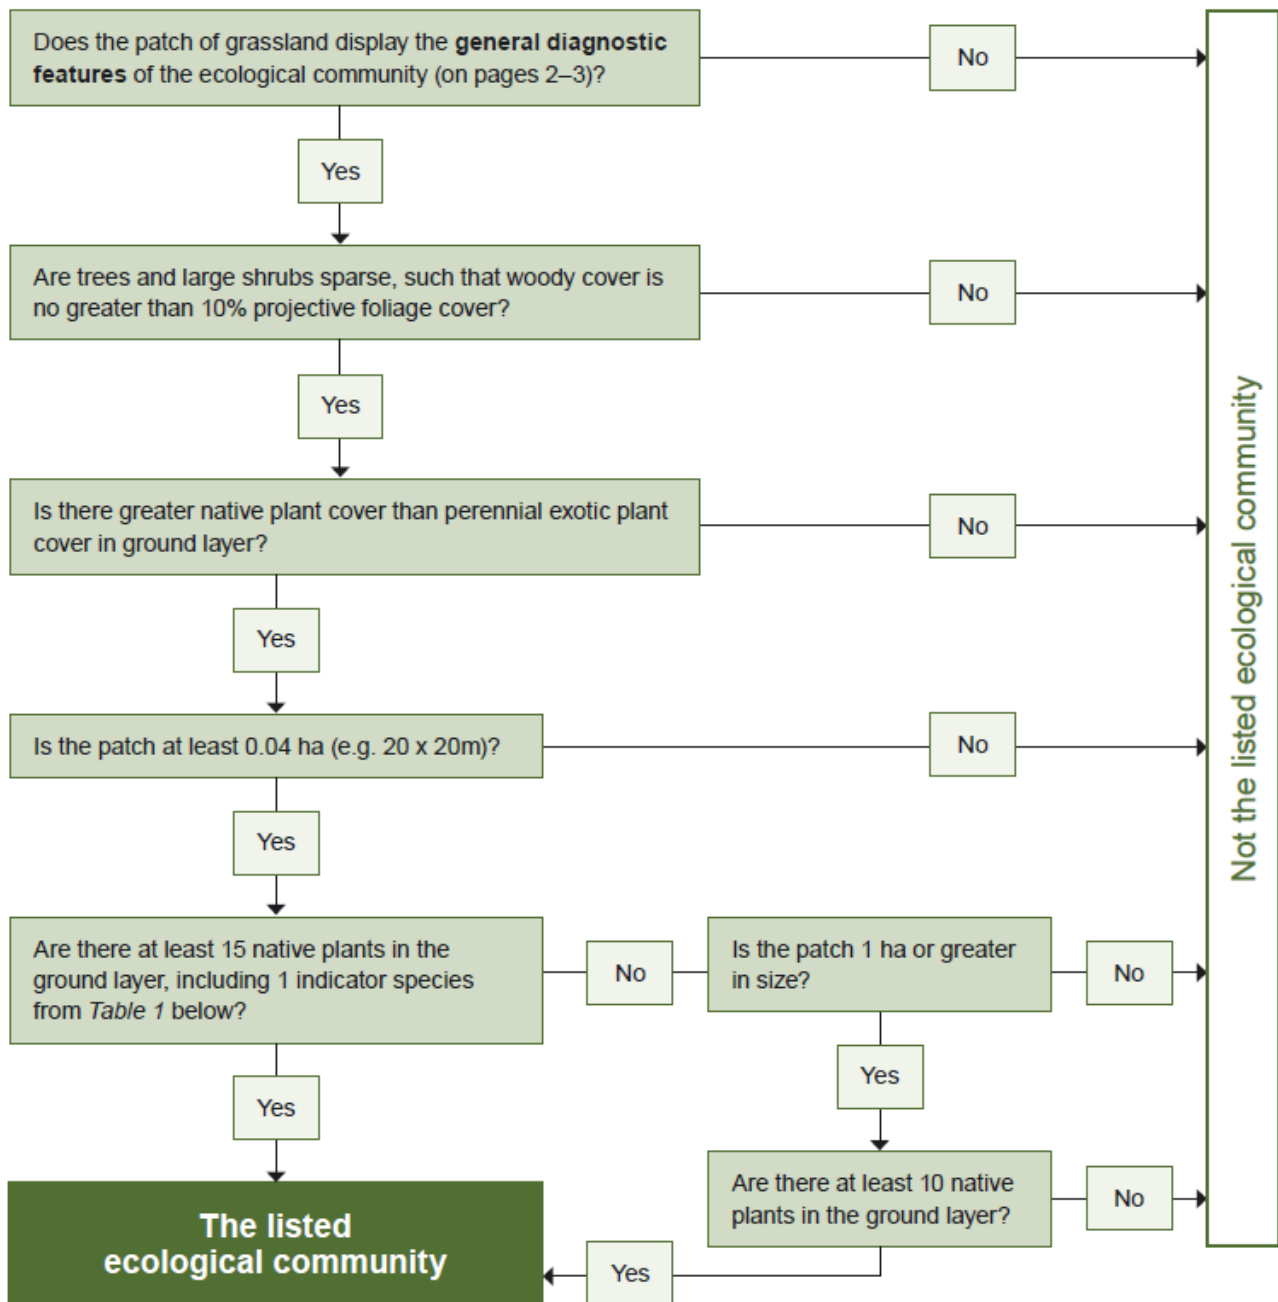 Does the patch of grassland display the general diagnostic
features of the ecological community (on pages 2–3)?
No
Yes
Are trees and large shrubs sparse, such that woody cover is
no greater than 10% projective foliage cover?
No
Yes
Is there greater native plant cover than perennial exotic plant
cover in ground layer?
No
Yes
Is the patch at least 0.04 ha (e.g. 20 x 20m)?
No
Yes
Are there at least 15 native plants in the
ground layer, including 1 indicator species
from Table 1 below?
No
Is the patch 1 ha or greater
in size?
No
Yes
Yes
Are there at least 10 native
plants in the ground layer?
No
Yes
The listed
ecological community
Not the listed ecological community